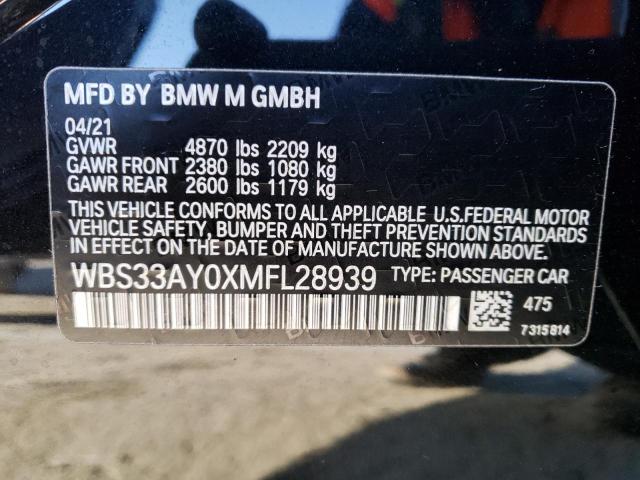 MFD BY BMW M GMBH
04/21
GVWR 4870 lbs 2209 kg
GAWR FRONT 2380 lbs 1080 kg
GAWR REAR 2600 lbs 1179 kg
THIS VEHICLE CONFORMS TO ALL APPLICABLE U.S.FEDERAL MOTOR
VEHICLE SAFETY, BUMPER AND THEFT PREVENTION STANDARDS
IN EFFECT ON THE DATE OF MANUFACTURE SHOWN ABOVE.
WBS33AY0XMFL28939 TYPE: PASSENGER CAR
475
7315814